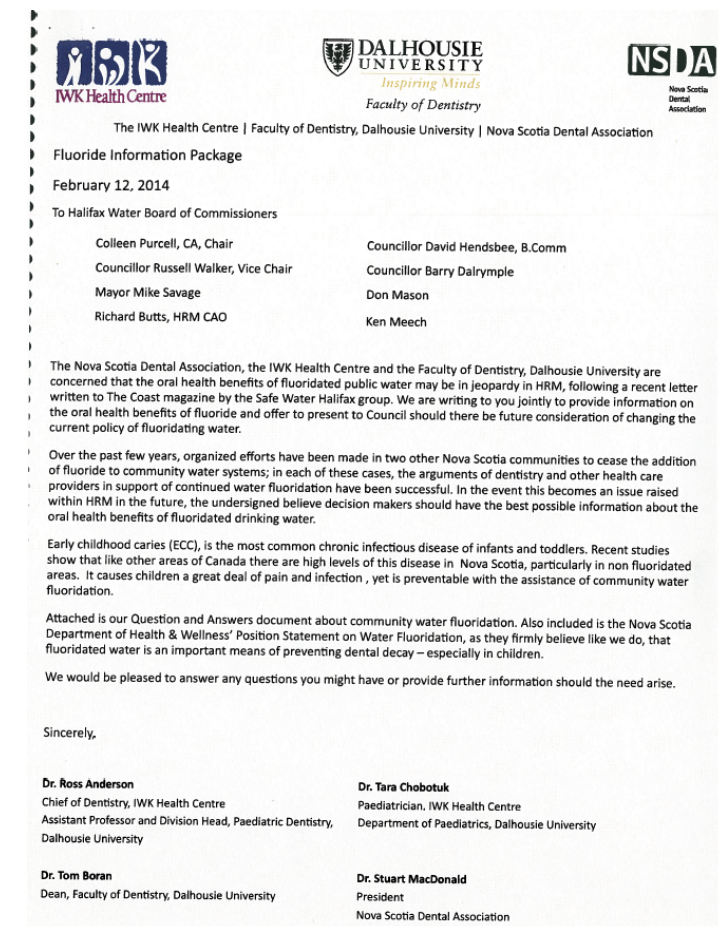 IWK Health Centre
DALHOUSIE
UNIVERSITY
Inspiring Minds
Faculty of Dentistry
NSDA
Nova Scotia
Dental
Association
The IWK Health Centre | Faculty of Dentistry, Dalhousie University | Nova Scotia Dental Association
Fluoride Information Package
February 12, 2014
To Halifax Water Board of Commissioners
Colleen Purcell, CA, Chair
Councillor Russell Walker, Vice Chair
Mayor Mike Savage
Richard Butts, HRM CAO
Councillor David Hendsbee, B.Comm
Councillor Barry Dalrymple
Don Mason
Ken Meech
The Nova Scotia Dental Association, the IWK Health Centre and the Faculty of Dentistry, Dalhousie University are
concerned that the oral health benefits of fluoridated public water may be in jeopardy in HRM, following a recent letter
written to The Coast magazine by the Safe Water Halifax group. We are writing to you jointly to provide information on
the oral health benefits of fluoride and offer to present to Council should there be future consideration of changing the
current policy of fluoridating water.
Over the past few years, organized efforts have been made in two other Nova Scotia communities to cease the addition
of fluoride to community water systems; in each of these cases, the arguments of dentistry and other health care
providers in support of continued water fluoridation have been successful. In the event this becomes an issue raised
within HRM in the future, the undersigned believe decision makers should have the best possible information about the
oral health benefits of fluoridated drinking water.
Early childhood caries (ECC), is the most common chronic infectious disease of infants and toddlers. Recent studies
show that like other areas of Canada there are high levels of this disease in Nova Scotia, particularly in non fluoridated
areas. It causes children a great deal of pain and infection , yet is preventable with the assistance of community water
fluoridation.
Attached is our Question and Answers document about community water fluoridation. Also included is the Nova Scotia
Department of Health & Wellness' Position Statement on Water Fluoridation, as they firmly believe like we do, that
fluoridated water is an important means of preventing dental decay – especially in children.
We would be pleased to answer any questions you might have or provide further information should the need arise.
Sincerely,
Dr. Ross Anderson
Chief of Dentistry, IWK Health Centre
Assistant Professor and Division Head, Paediatric Dentistry,
Dalhousie University
Dr. Tara Chobotuk
Paediatrician, IWK Health Centre
Department of Paediatrics, Dalhousie University
Dr. Tom Boran
Dean, Faculty of Dentistry, Dalhousie University
Dr. Stuart MacDonald
President
Nova Scotia Dental Association